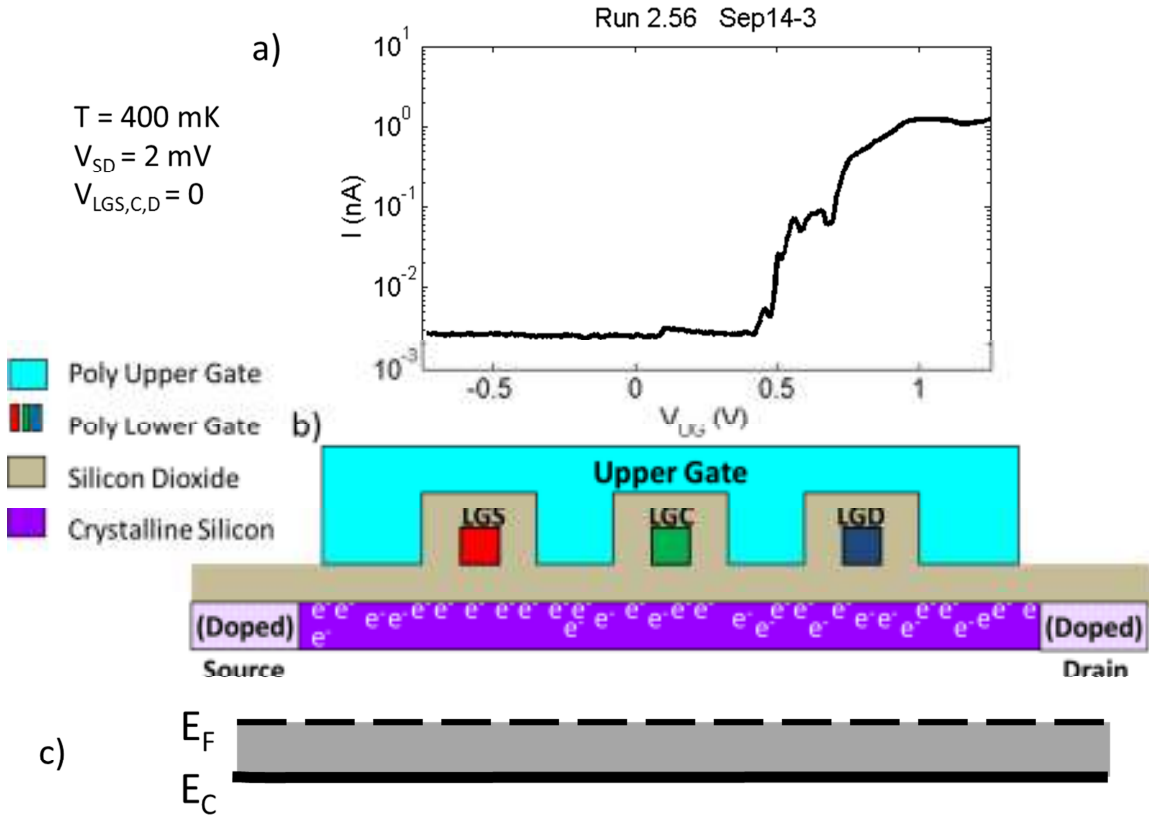 Run 2.56 Sep14-3
a)
T = 400 mK
V_SD = 2 mV
V_LGS,C,D = 0
I (nA)
10^1
10^0
10^-1
10^-2
10^-3
-0.5 0 0.5 1
V_UG (V)
Poly Upper Gate
Poly Lower Gate
Silicon Dioxide
Crystalline Silicon
b)
Upper Gate
LGS LGC LGD
e- e- e- e- e- e- e- e- e- e- e- e- e- e- e- e- e- e- e- e- e- e- e- e- e- e- e- e-
(Doped) (Doped)
Source Drain
c)
E_F
E_C